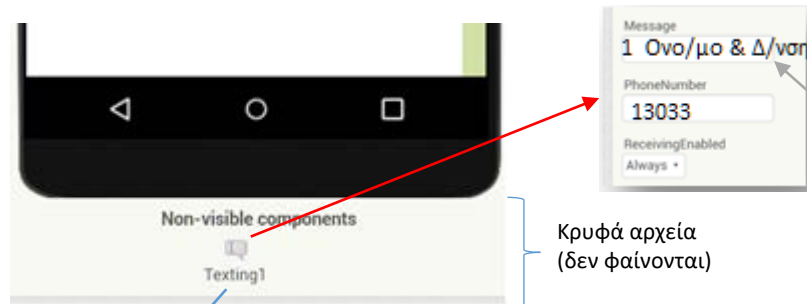 Message
1 Ονο/μο & Δ/νση
PhoneNumber
13033
ReceivingEnabled
Always
Non-visible components
Texting1
Κρυφά αρχεία
(δεν φαίνονται)